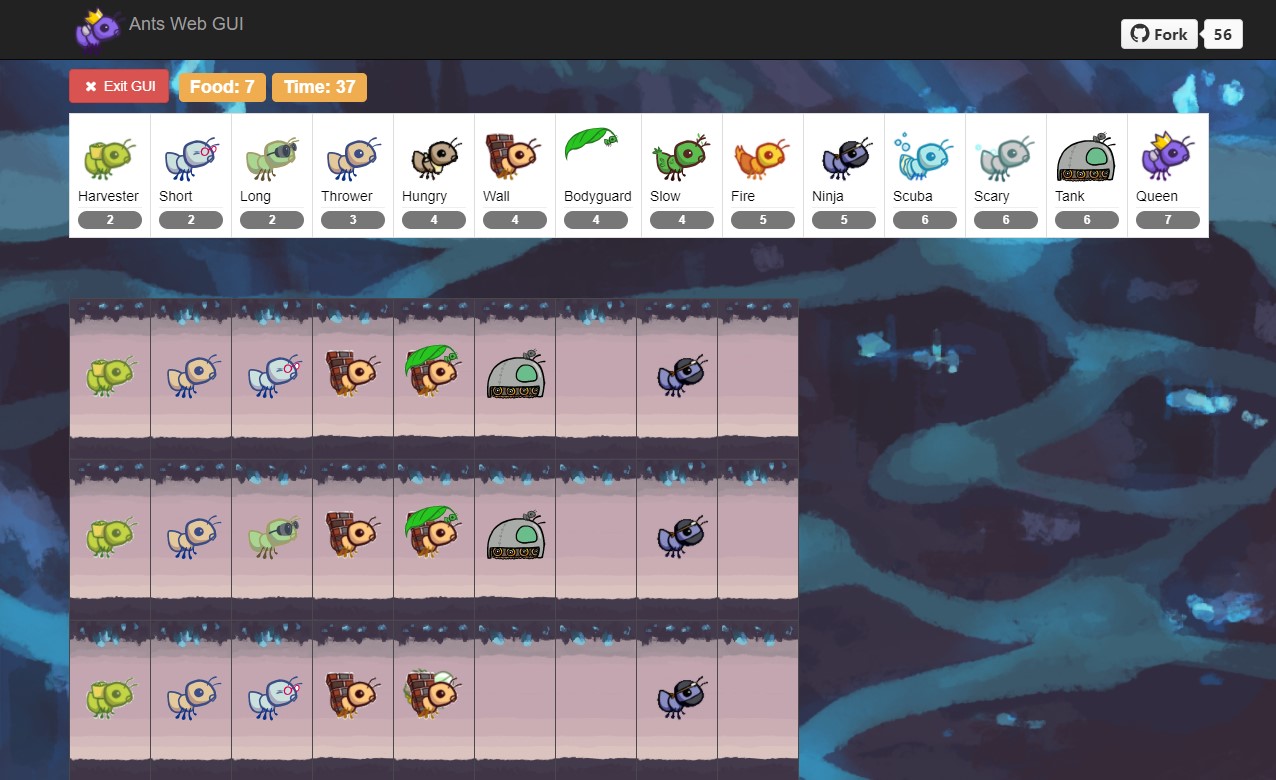 Ants Web GUI
Fork 56
✖ Exit GUI Food: 7 Time: 37
Harvester Short Long Thrower Hungry Wall Bodyguard Slow Fire Ninja Scuba Scary Tank Queen
2 2 2 3 4 4 4 4 5 5 6 6 6 7